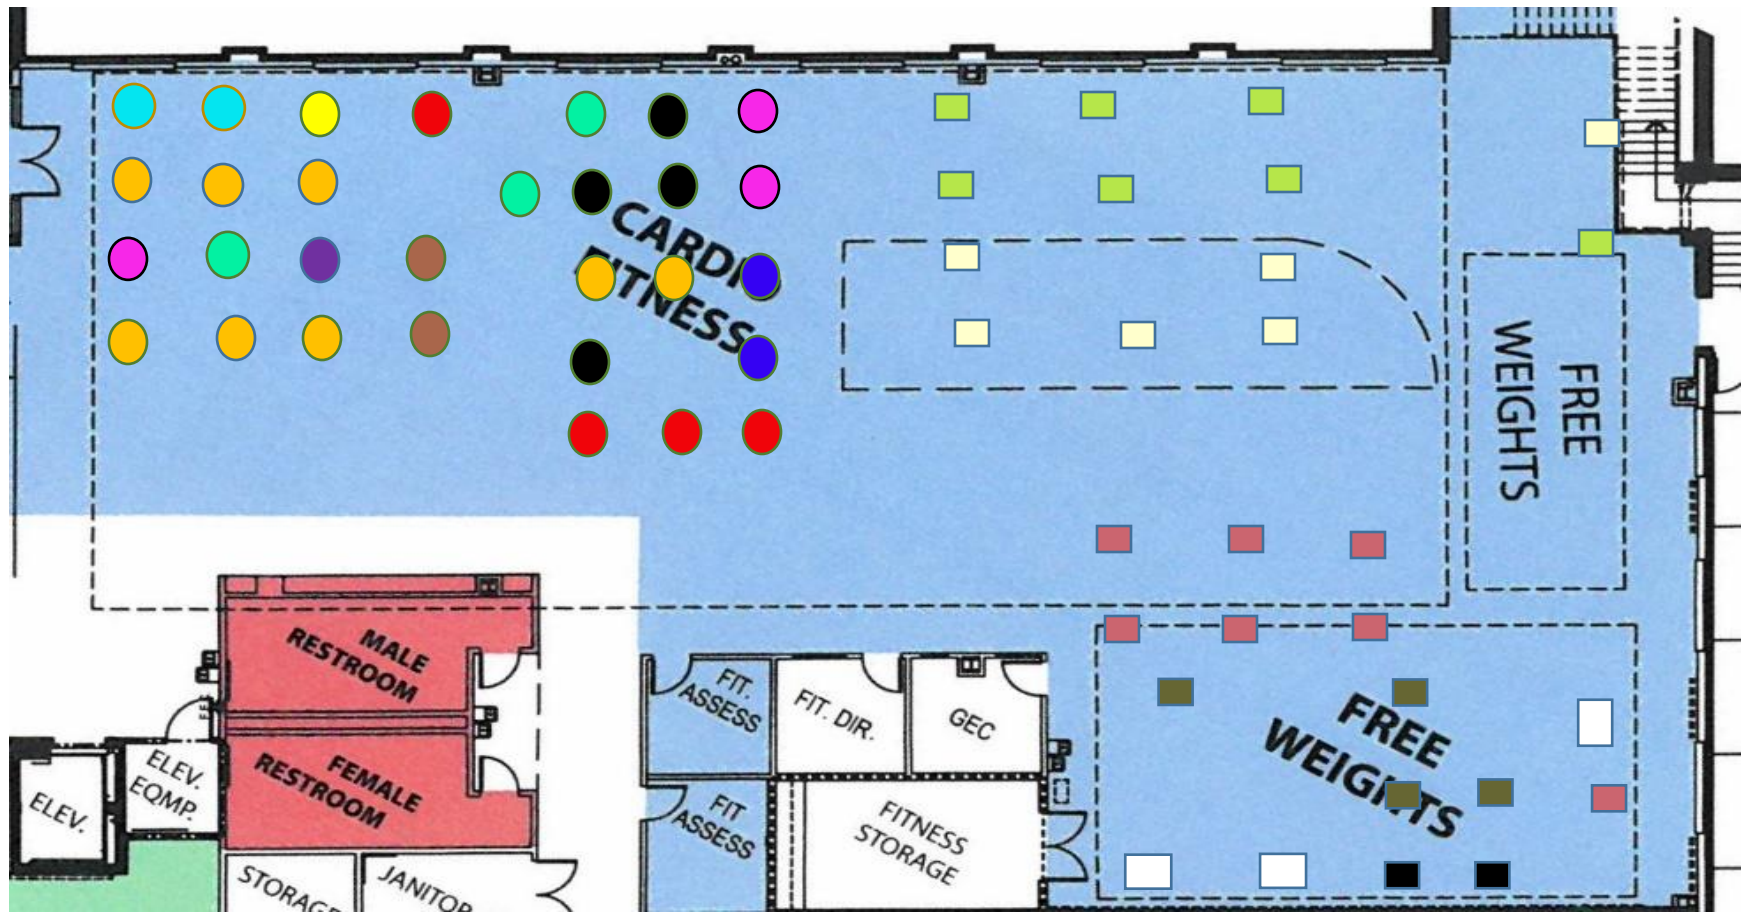 CARDI
FITNESS
FREE
WEIGHTS
MALE
RESTROOM
FEMALE
RESTROOM
ELEV.
EQMP.
ELEV.
STORAGE
JANITOR
FIT.
ASSESS
FIT. DIR.
GEC
FIT
ASSESS
FITNESS
STORAGE
FREE
WEIGHTS